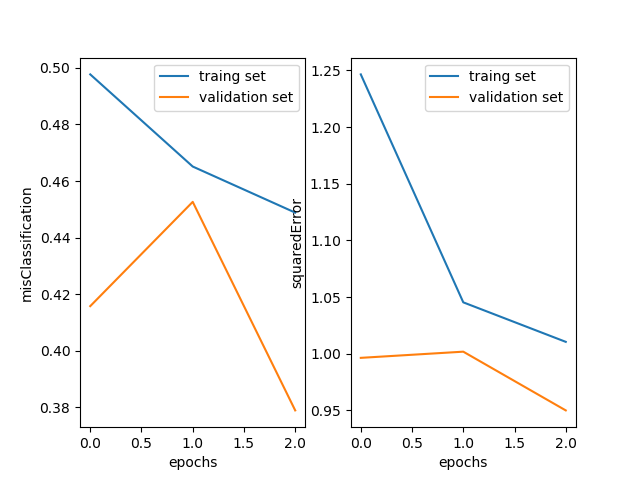 traing set
validation set
misClassification
0.50
0.48
0.46
0.44
0.42
0.40
0.38
0.0 0.5 1.0 1.5 2.0
epochs
traing set
validation set
squaredError
1.25
1.20
1.15
1.10
1.05
1.00
0.95
0.0 0.5 1.0 1.5 2.0
epochs